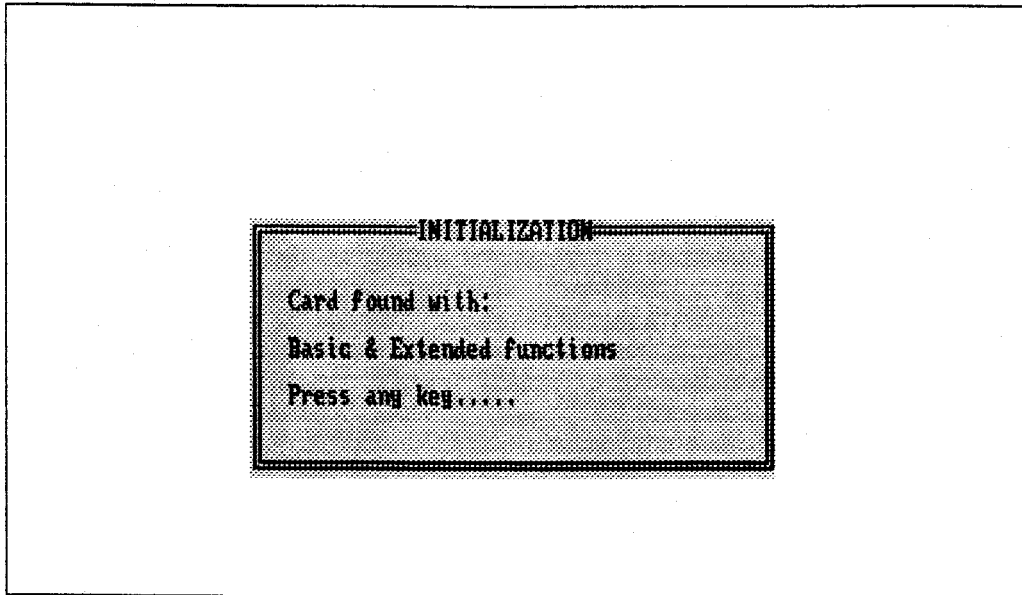 INITIALIZATION
Card found with:
Basic & Extended functions
Press any key.....